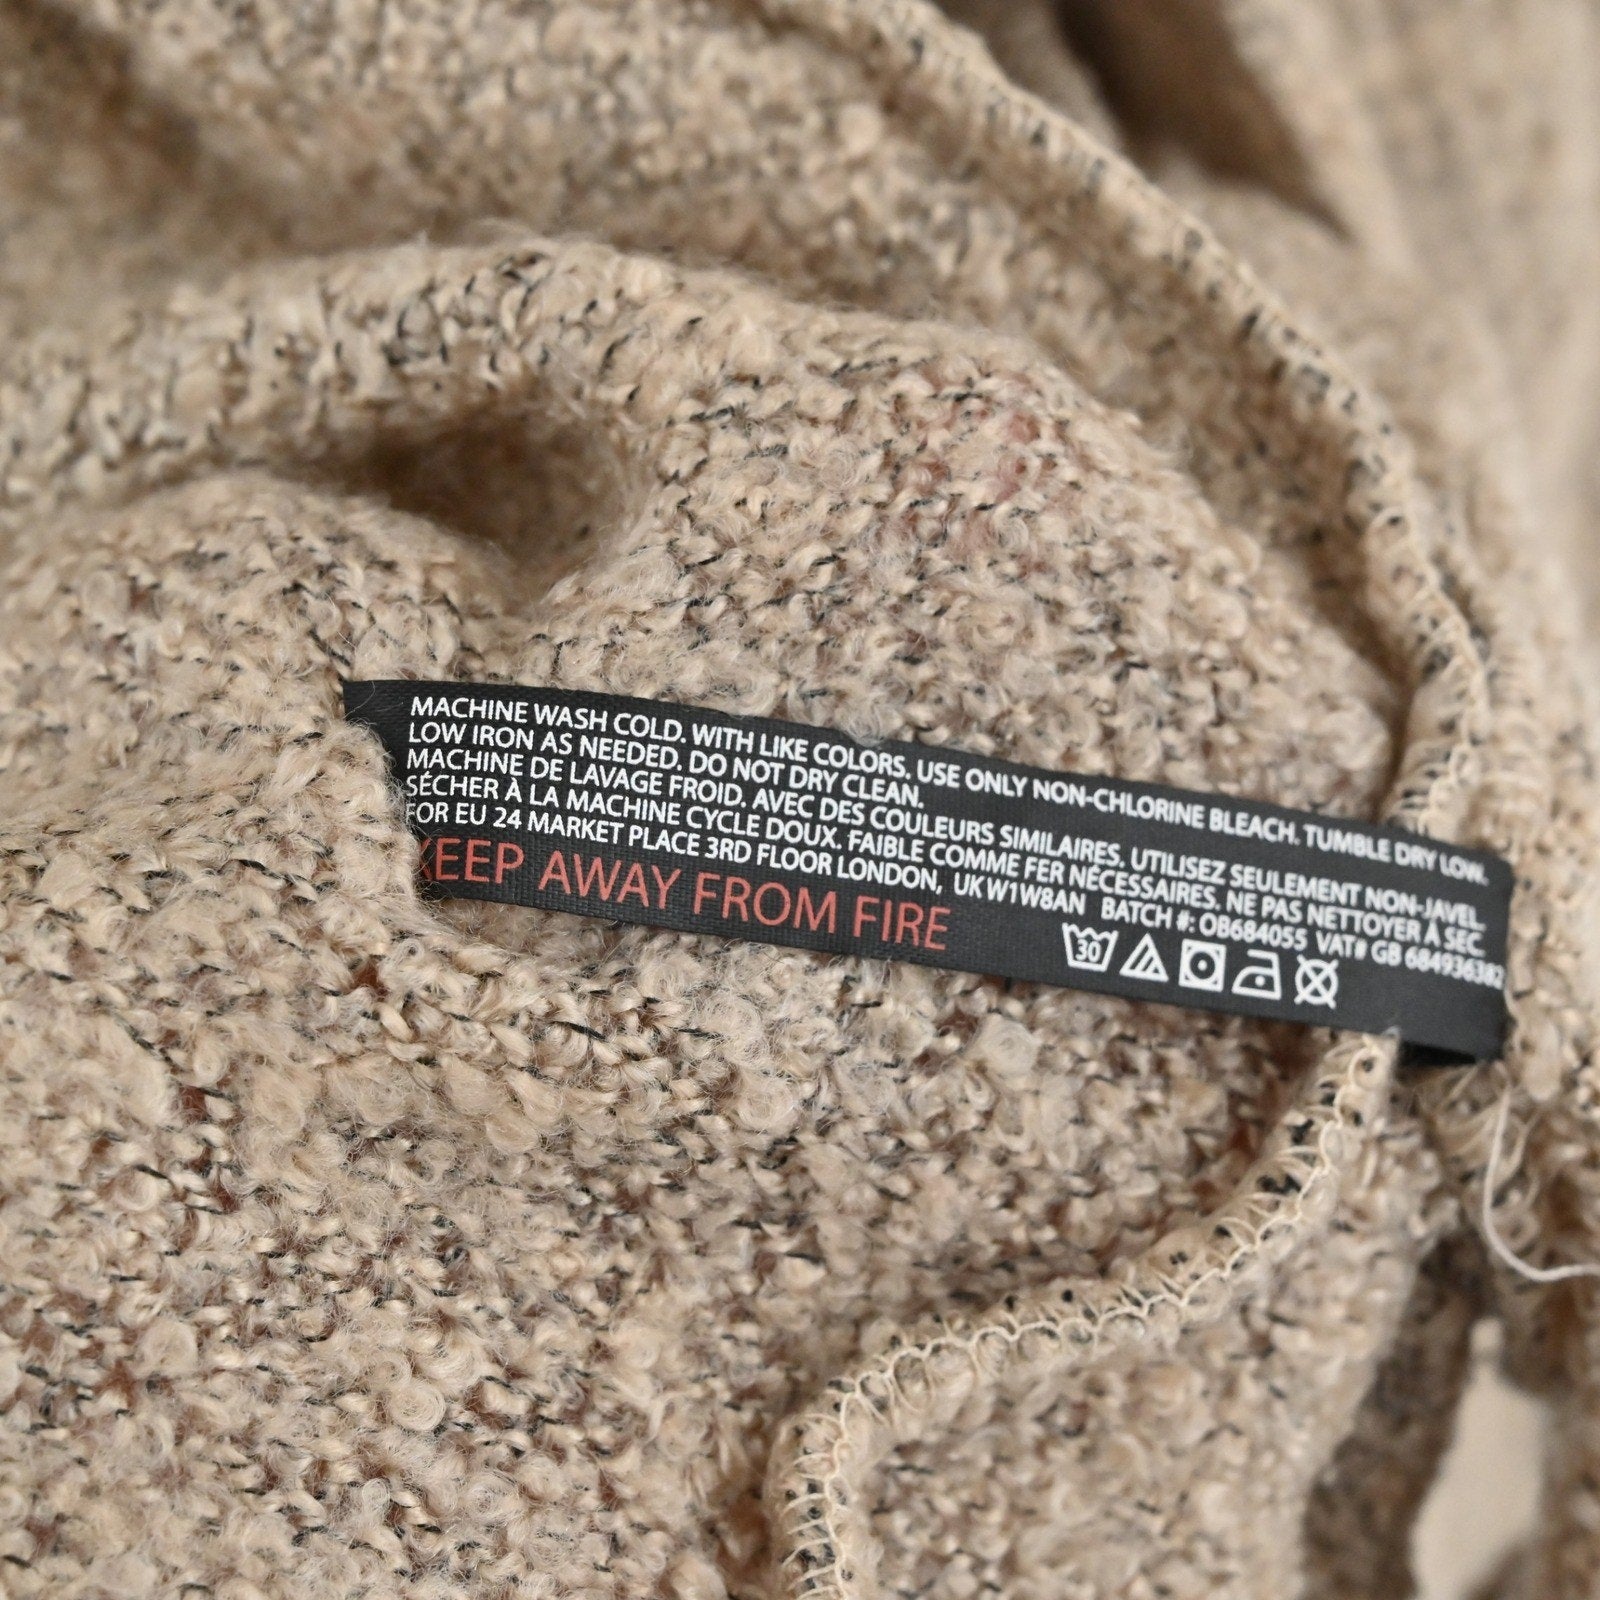 MACHINE WASH COLD. WITH LIKE COLORS. USE ONLY NON-CHLORINE BLEACH. TUMBLE DRY LOW.
LOW IRON AS NEEDED. DO NOT DRY CLEAN.
MACHINE DE LAVAGE FROID. AVEC DES COULEURS SIMILAIRES. UTILISEZ SEULEMENT NON-JAVEL.
SÉCHER À LA MACHINE CYCLE DOUX. FAIBLE COMME FER NÉCESSAIRES. NE PAS NETTOYER À SEC.
FOR EU 24 MARKET PLACE 3RD FLOOR LONDON, UK W1W8AN BATCH #: OB684055 VAT# GB 684936382
KEEP AWAY FROM FIRE
30